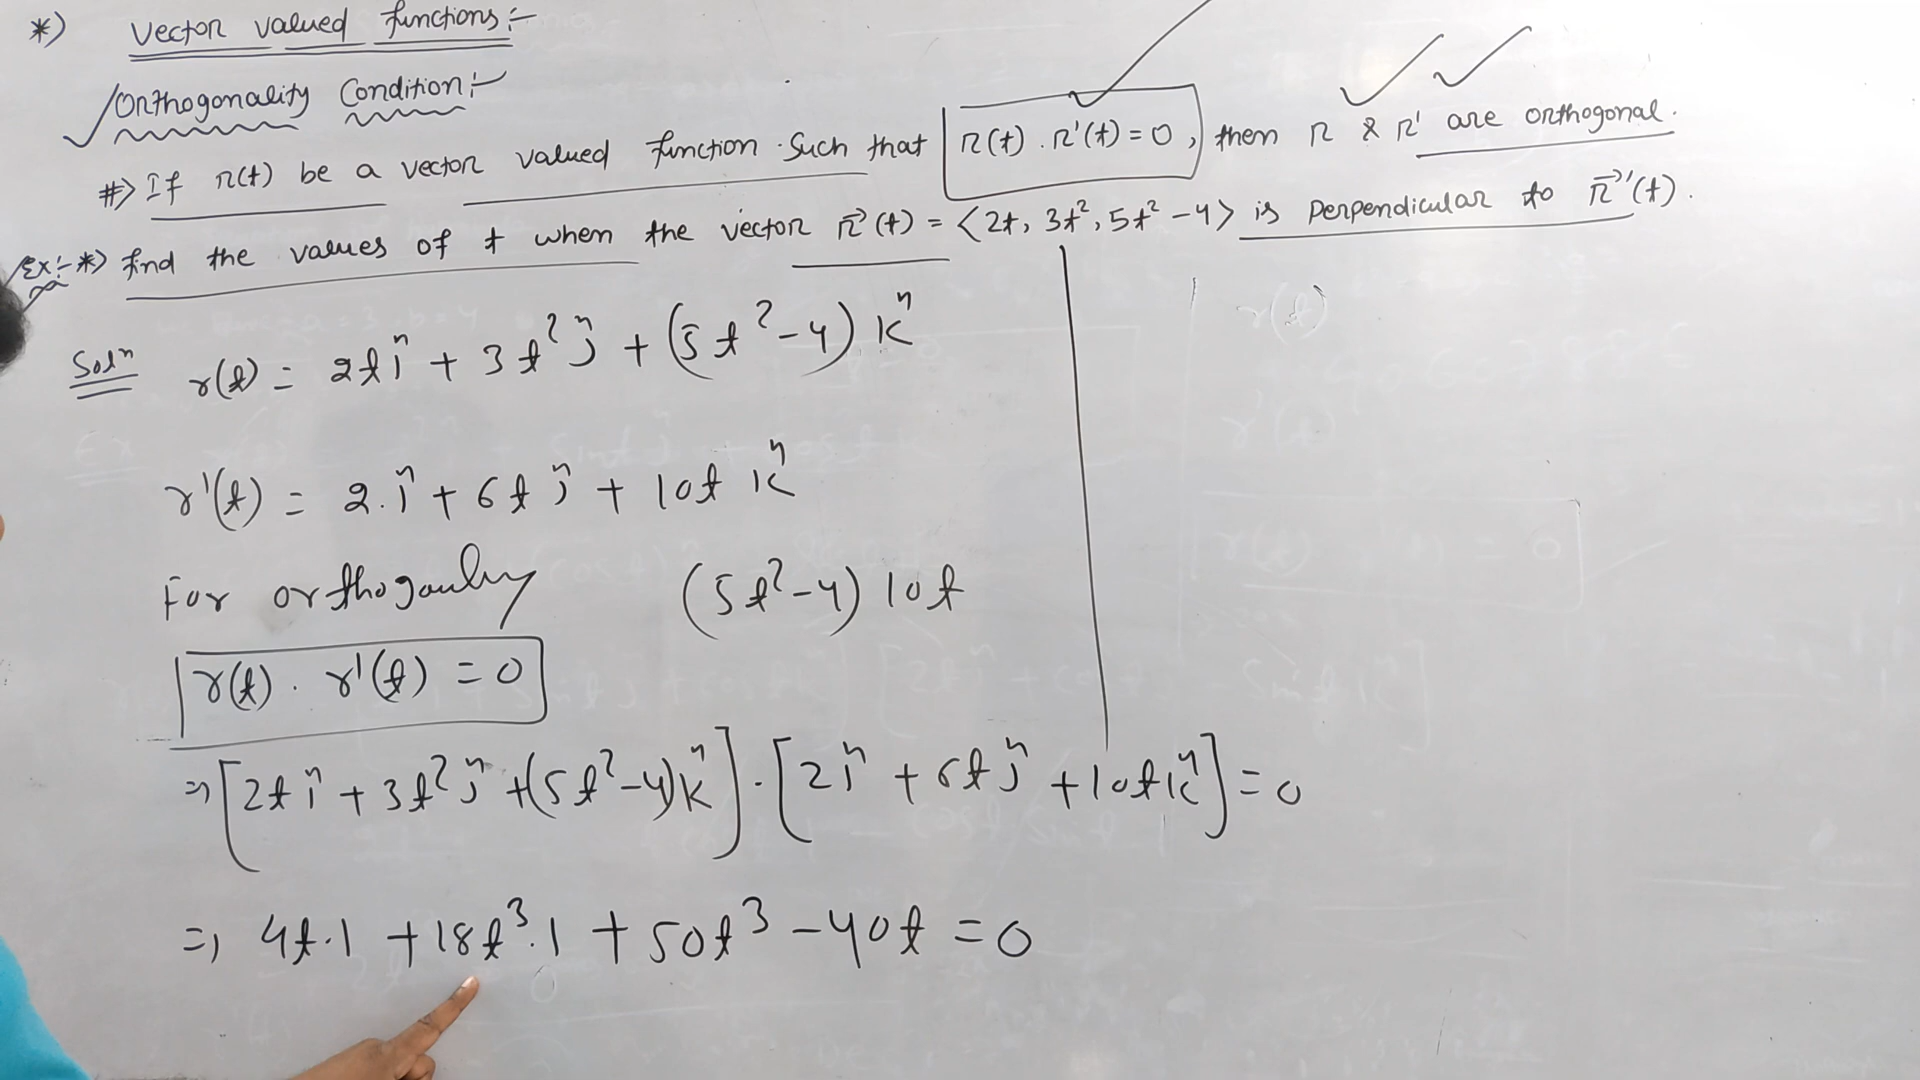 *) Vector valued functions :-
Orthogonality Condition :-
#> If r(t) be a vector valued function such that r(t) . r'(t) = 0, then r & r' are orthogonal.
Ex:- *> find the values of t when the vector r⃗(t) = <2t, 3t², 5t² -4> is perpendicular to r⃗'(t).
Solⁿ r(t) = 2t î + 3t² ĵ + (5t² - 4) k̂
r'(t) = 2.î + 6t ĵ + 10t k̂
For orthogonality (5t² - 4) 10t
r(t) . r'(t) = 0
=> [2t î + 3t² ĵ + (5t² - 4) k̂] . [2 î + 6t ĵ + 10t k̂] = 0
=> 4t.1 + 18t³.1 + 50t³ - 40t = 0